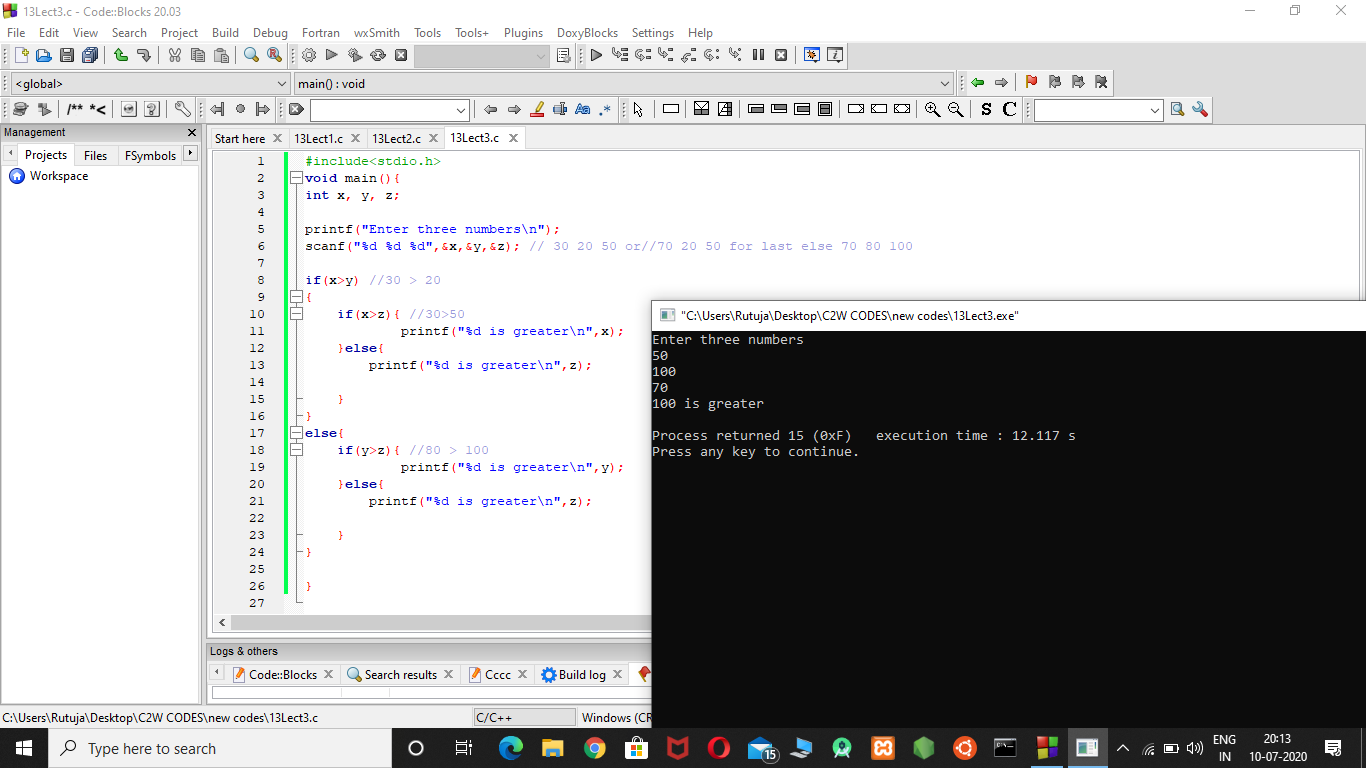 13Lect3.c - Code::Blocks 20.03
File Edit View Search Project Build Debug Fortran wxSmith Tools Tools+ Plugins DoxyBlocks Settings Help
<global> main() : void
/** *< Aa .* S C
Management
Projects Files FSymbols
Workspace
Start here 13Lect1.c 13Lect2.c 13Lect3.c
1 #include<stdio.h>
2 void main(){
3 int x, y, z;
4
5 printf("Enter three numbers\n");
6 scanf("%d %d %d",&x,&y,&z); // 30 20 50 or//70 20 50 for last else 70 80 100
7
8 if(x>y) //30 > 20
9 {
10 if(x>z){ //30>50
11 printf("%d is greater\n",x);
12 }else{
13 printf("%d is greater\n",z);
14
15 }
16 }
17 else{
18 if(y>z){ //80 > 100
19 printf("%d is greater\n",y);
20 }else{
21 printf("%d is greater\n",z);
22
23 }
24 }
25
26 }
27
"C:\Users\Rutuja\Desktop\C2W CODES\new codes\13Lect3.exe"
Enter three numbers
50
100
70
100 is greater
Process returned 15 (0xF) execution time : 12.117 s
Press any key to continue.
Logs & others
Code::Blocks Search results Cccc Build log
C:\Users\Rutuja\Desktop\C2W CODES\new codes\13Lect3.c C/C++ Windows (CR
Type here to search
15
ENG
IN
20:13
10-07-2020